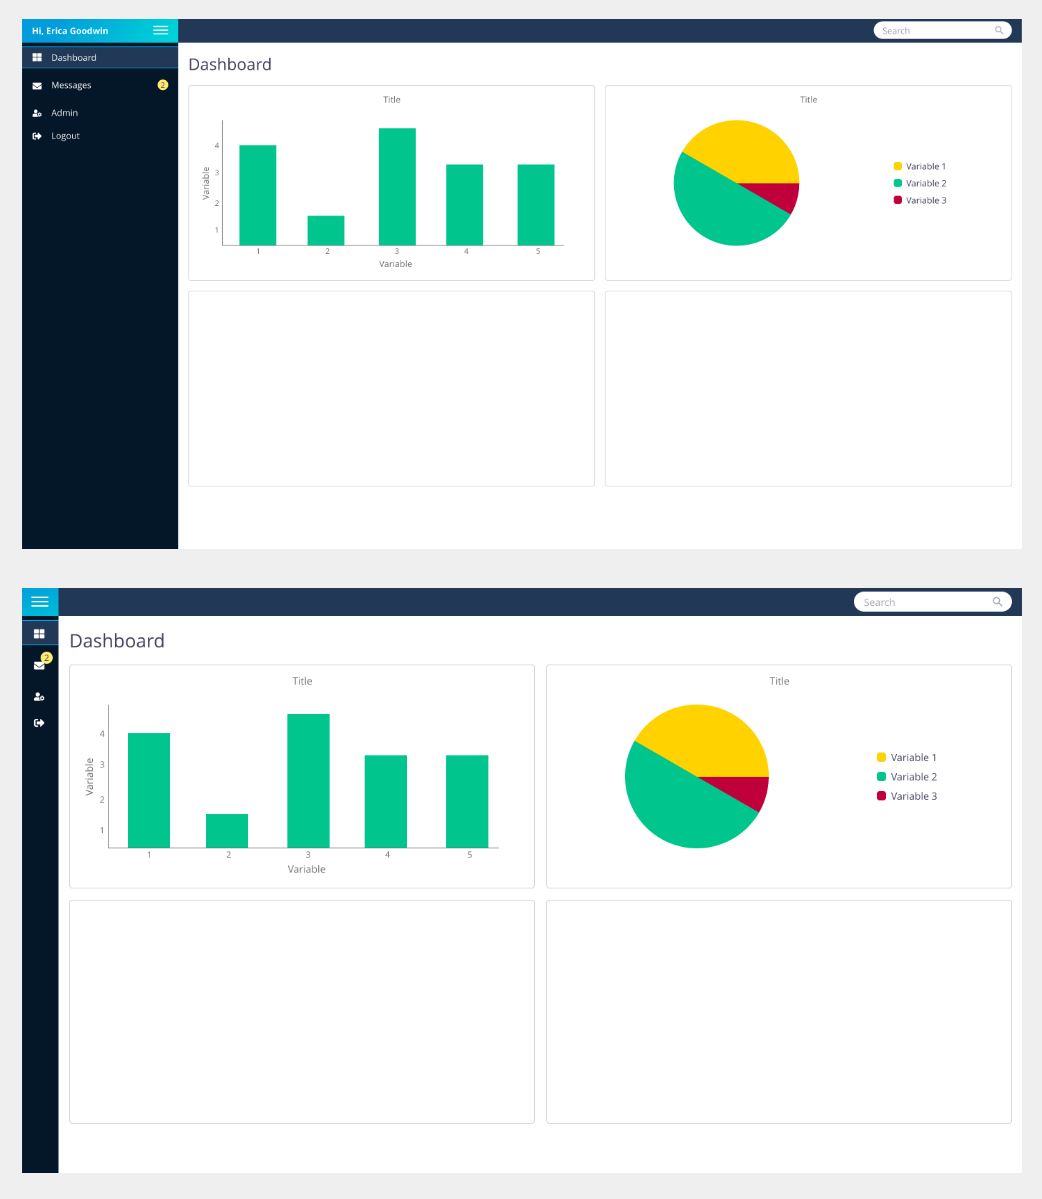 Hi, Erica Goodwin
Search
Dashboard
Messages 2
Admin
Logout
Dashboard
Title
Variable
4
3
2
1
1 2 3 4 5
Variable
Title
Variable 1
Variable 2
Variable 3
Search
2
Dashboard
Title
Variable
4
3
2
1
1 2 3 4 5
Variable
Title
Variable 1
Variable 2
Variable 3